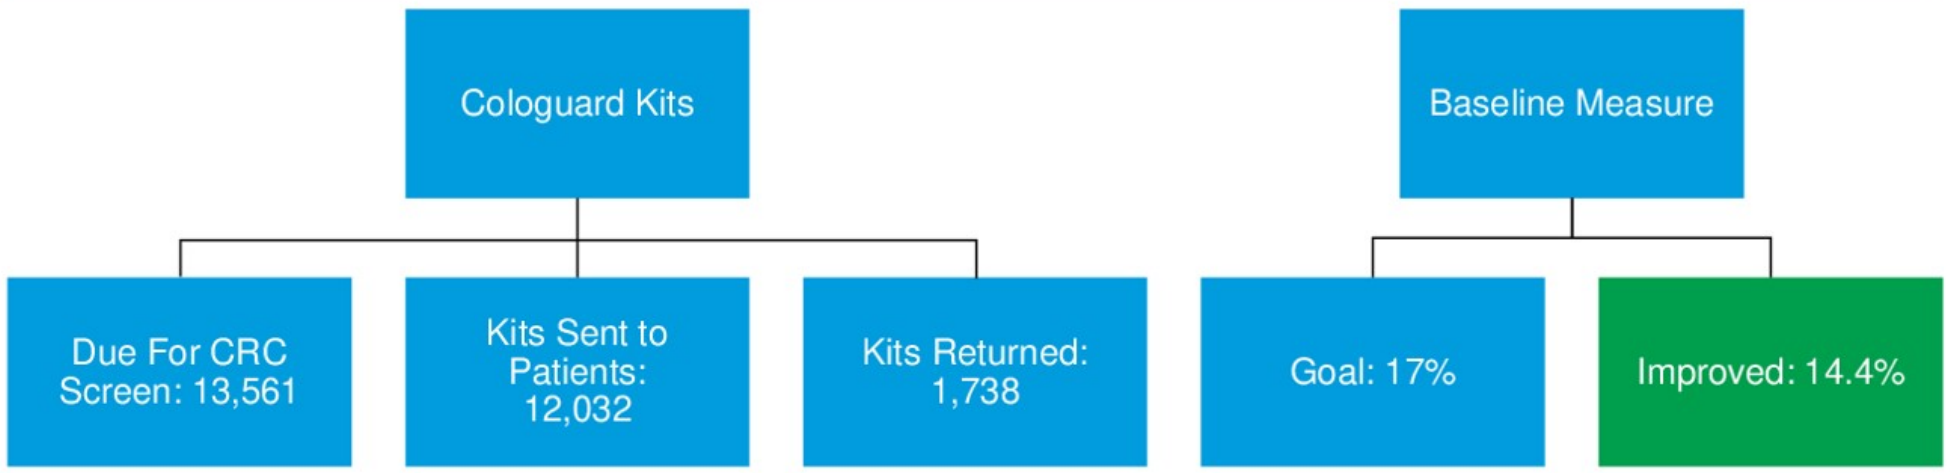 Cologuard Kits
Baseline Measure
Due For CRC
Screen: 13,561
Kits Sent to
Patients:
12,032
Kits Returned:
1,738
Goal: 17%
Improved: 14.4%